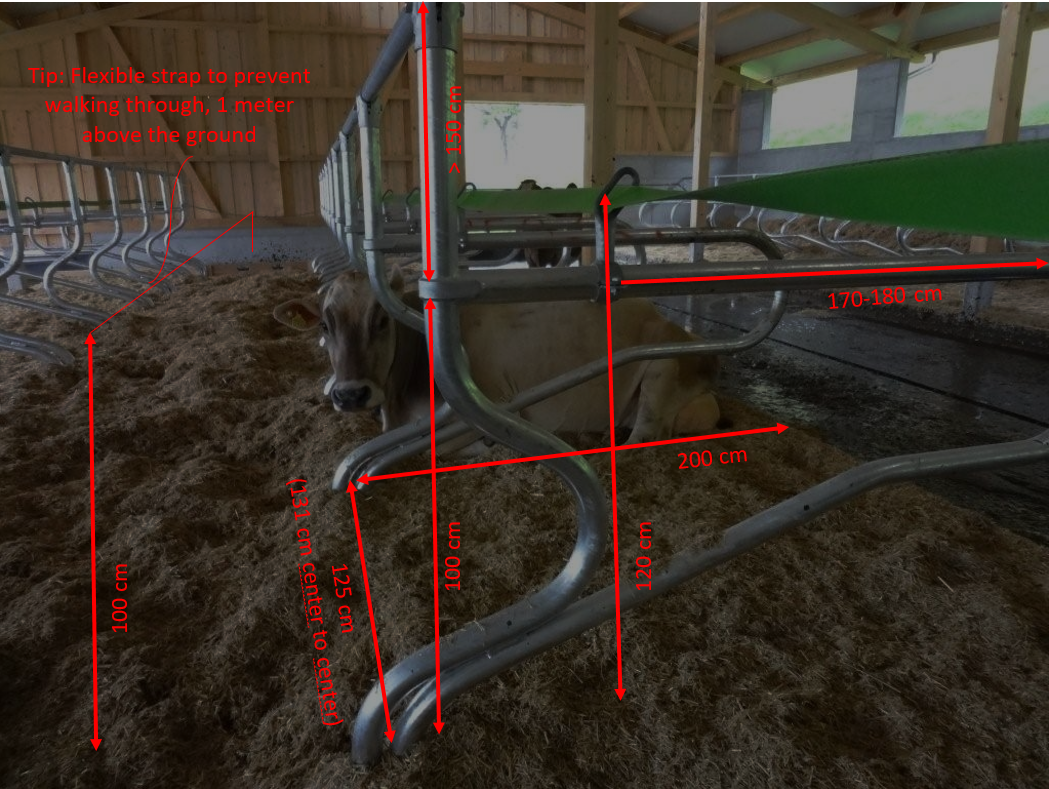 Tip: Flexible strap to prevent
walking through, 1 meter
above the ground
> 150 cm
170-180 cm
200 cm
(131 cm center to center)
125 cm
100 cm
120 cm
100 cm